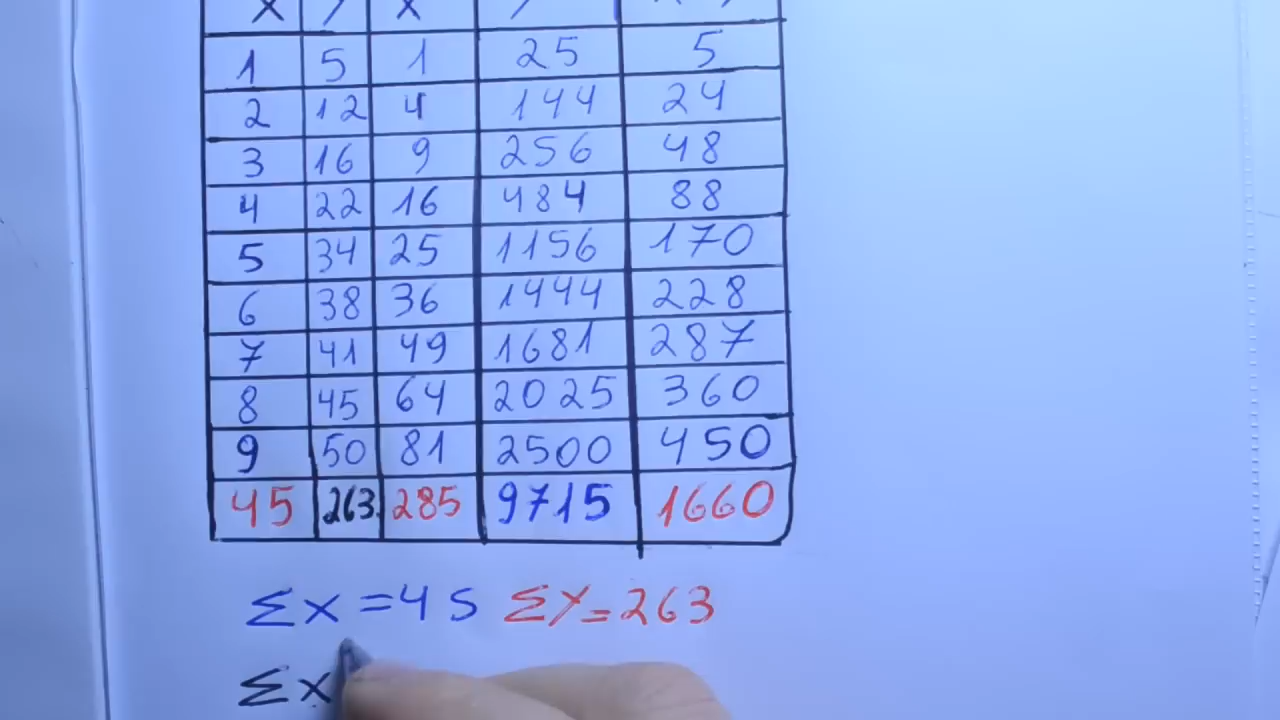 x y x y x y
1 5 1 25 5
2 12 4 144 24
3 16 9 256 48
4 22 16 484 88
5 34 25 1156 170
6 38 36 1444 228
7 41 49 1681 287
8 45 64 2025 360
9 50 81 2500 450
45 263 285 9715 1660
Σx = 45 Σy = 263
Σx